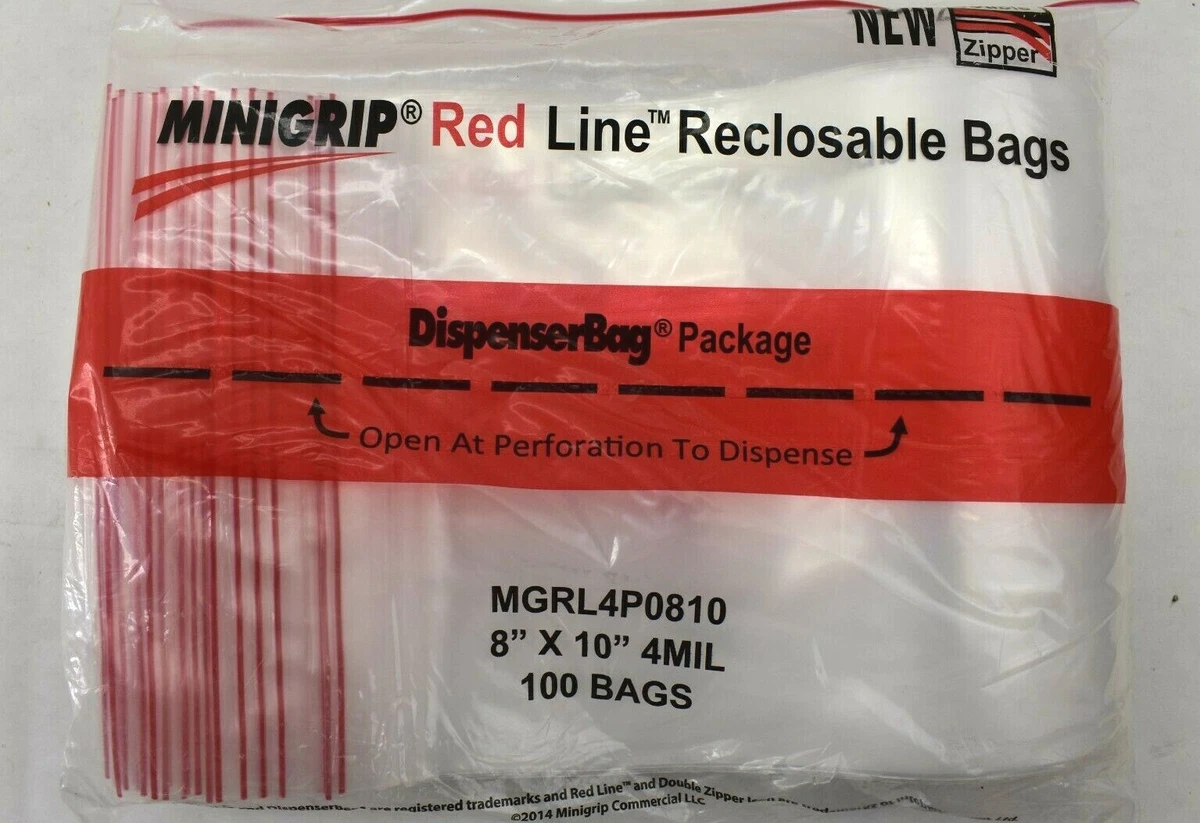 NEW
Zipper
MINIGRIP® Red Line™ Reclosable Bags
DispenserBag® Package
Open At Perforation To Dispense
MGRL4P0810
8” X 10” 4MIL
100 BAGS
are registered trademarks and Red Line™ and Double Zipper
©2014 Minigrip Commercial LLC